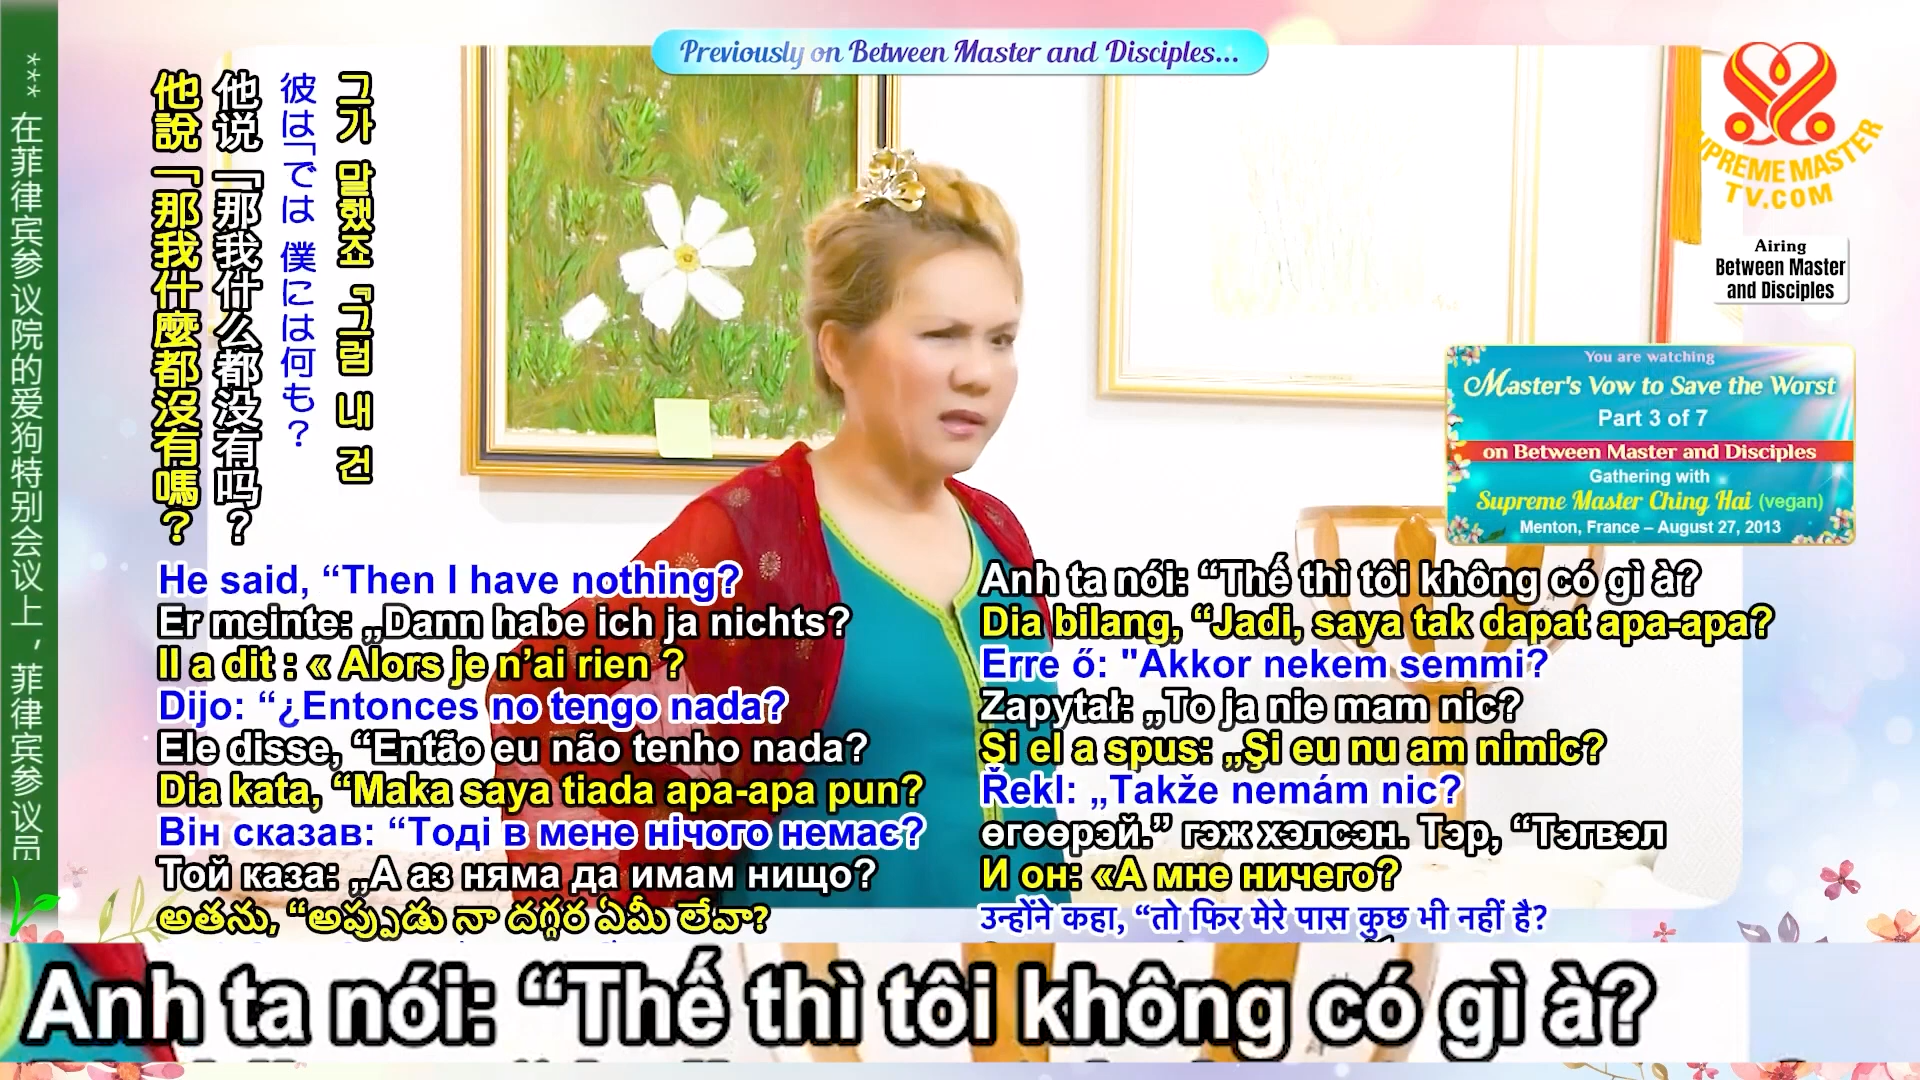 Previously on Between Master and Disciples...
*** 在菲律宾参议院的爱狗特别会议上，菲律宾参议员
他說「那我什麼都沒有嗎？
他说「那我什么都没有吗？
彼は「では 僕には何も？
그가 말했죠『그럼 내 건
SUPREME MASTER
TV.COM
Airing
Between Master
and Disciples
You are watching
Master's Vow to Save the Worst
Part 3 of 7
on Between Master and Disciples
Gathering with
Supreme Master Ching Hai (vegan)
Menton, France – August 27, 2013
He said, “Then I have nothing?
Er meinte: „Dann habe ich ja nichts?
Il a dit : « Alors je n’ai rien ?
Dijo: “¿Entonces no tengo nada?
Ele disse, “Então eu não tenho nada?
Dia kata, “Maka saya tiada apa-apa pun?
Він сказав: “Тоді в мене нічого немає?
Той каза: „А аз няма да имам нищо?
అతను, “అప్పుడు నా దగ్గర ఏమీ లేవా?
Anh ta nói: “Thế thì tôi không có gì à?
Dia bilang, “Jadi, saya tak dapat apa-apa?
Erre ő: "Akkor nekem semmi?
Zapytał: „To ja nie mam nic?
Şi el a spus: „Şi eu nu am nimic?
Řekl: „Takže nemám nic?
өгөөрэй.” гэж хэлсэн. Тэр, “Тэгвэл
И он: «А мне ничего?
उन्होंने कहा, “तो फिर मेरे पास कुछ भी नहीं है?
Anh ta nói: “Thế thì tôi không có gì à?